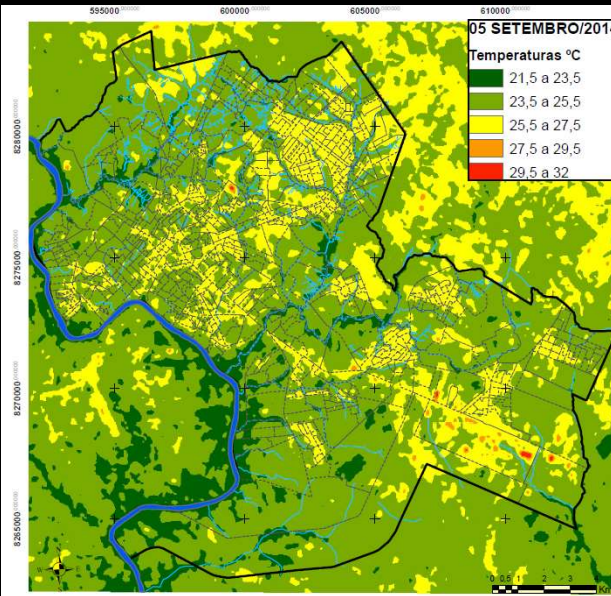 595000
600000
605000
610000
05 SETEMBRO/2014
Temperaturas ºC
21,5 a 23,5
23,5 a 25,5
25,5 a 27,5
27,5 a 29,5
29,5 a 32
8280000
8275000
8270000
8265000
0 0,5 1 2 3